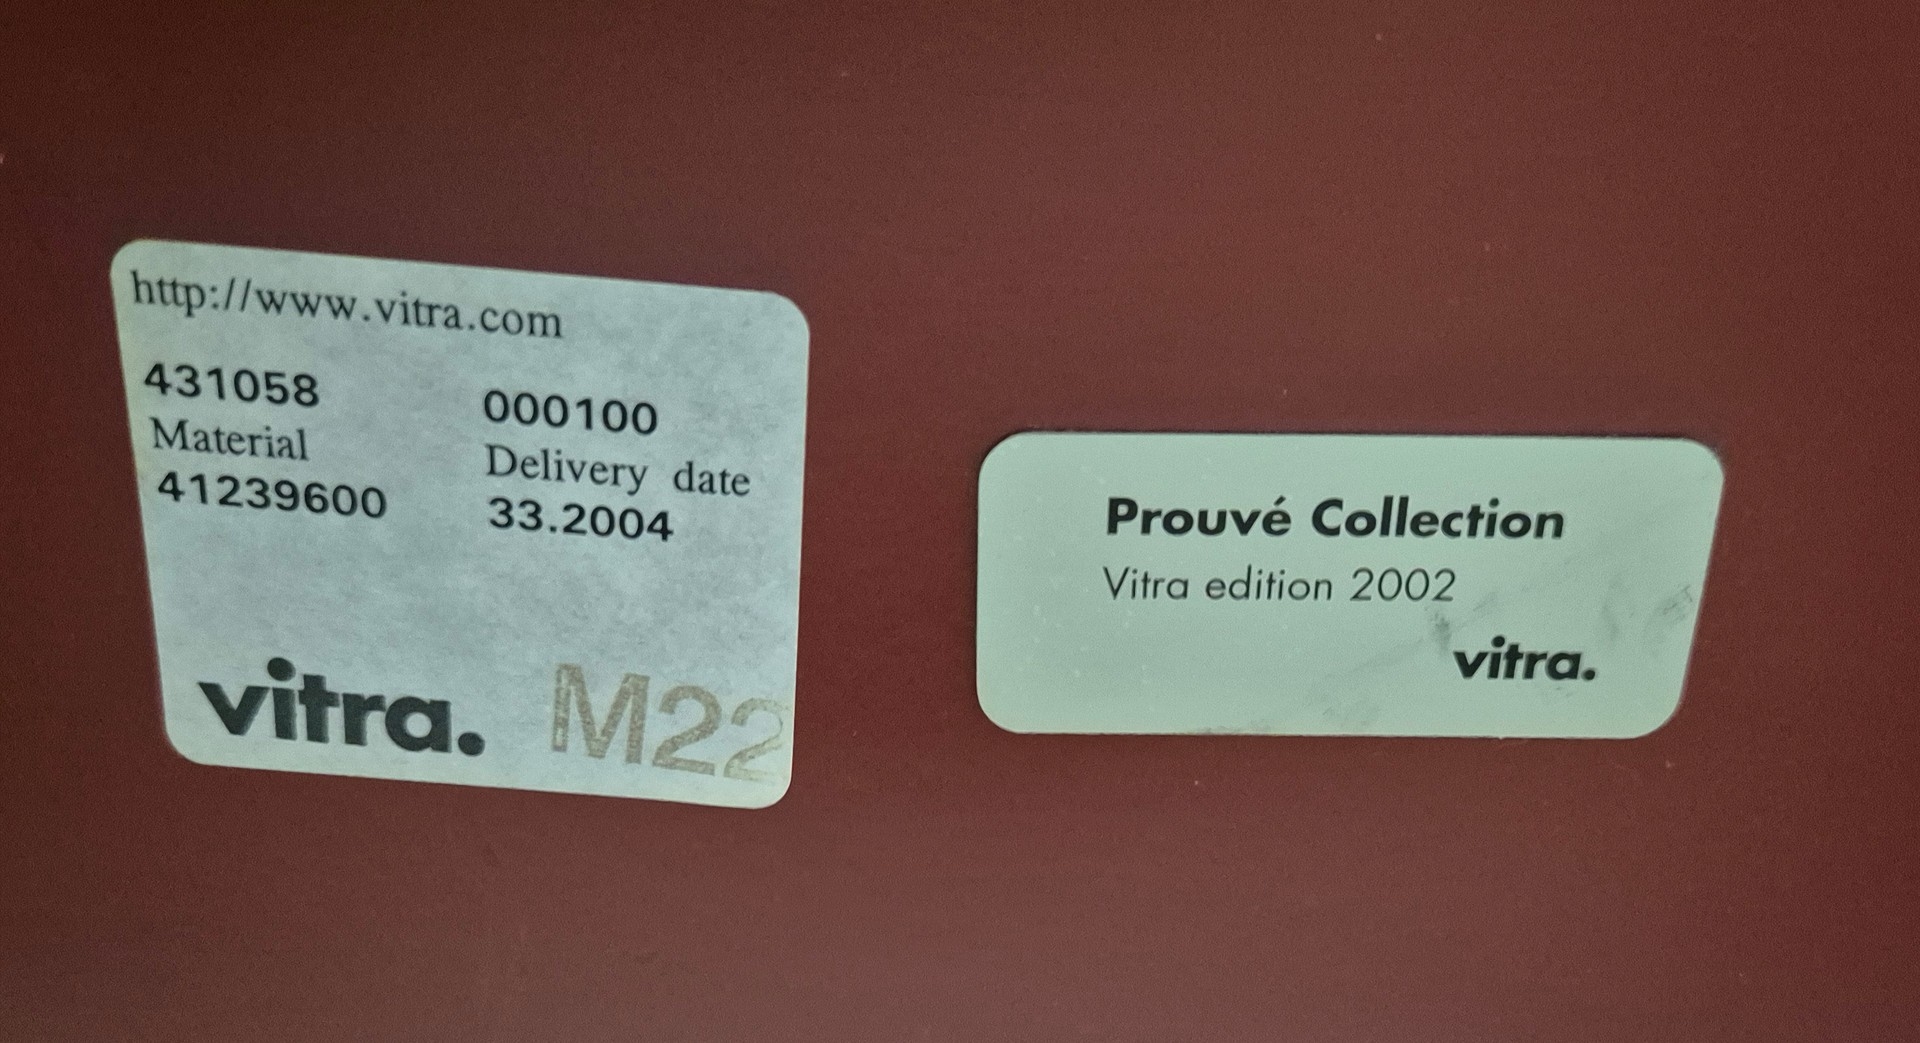 http://www.vitra.com
431058 000100
Material Delivery date
41239600 33.2004
vitra. M22
Prouvé Collection
Vitra edition 2002
vitra.